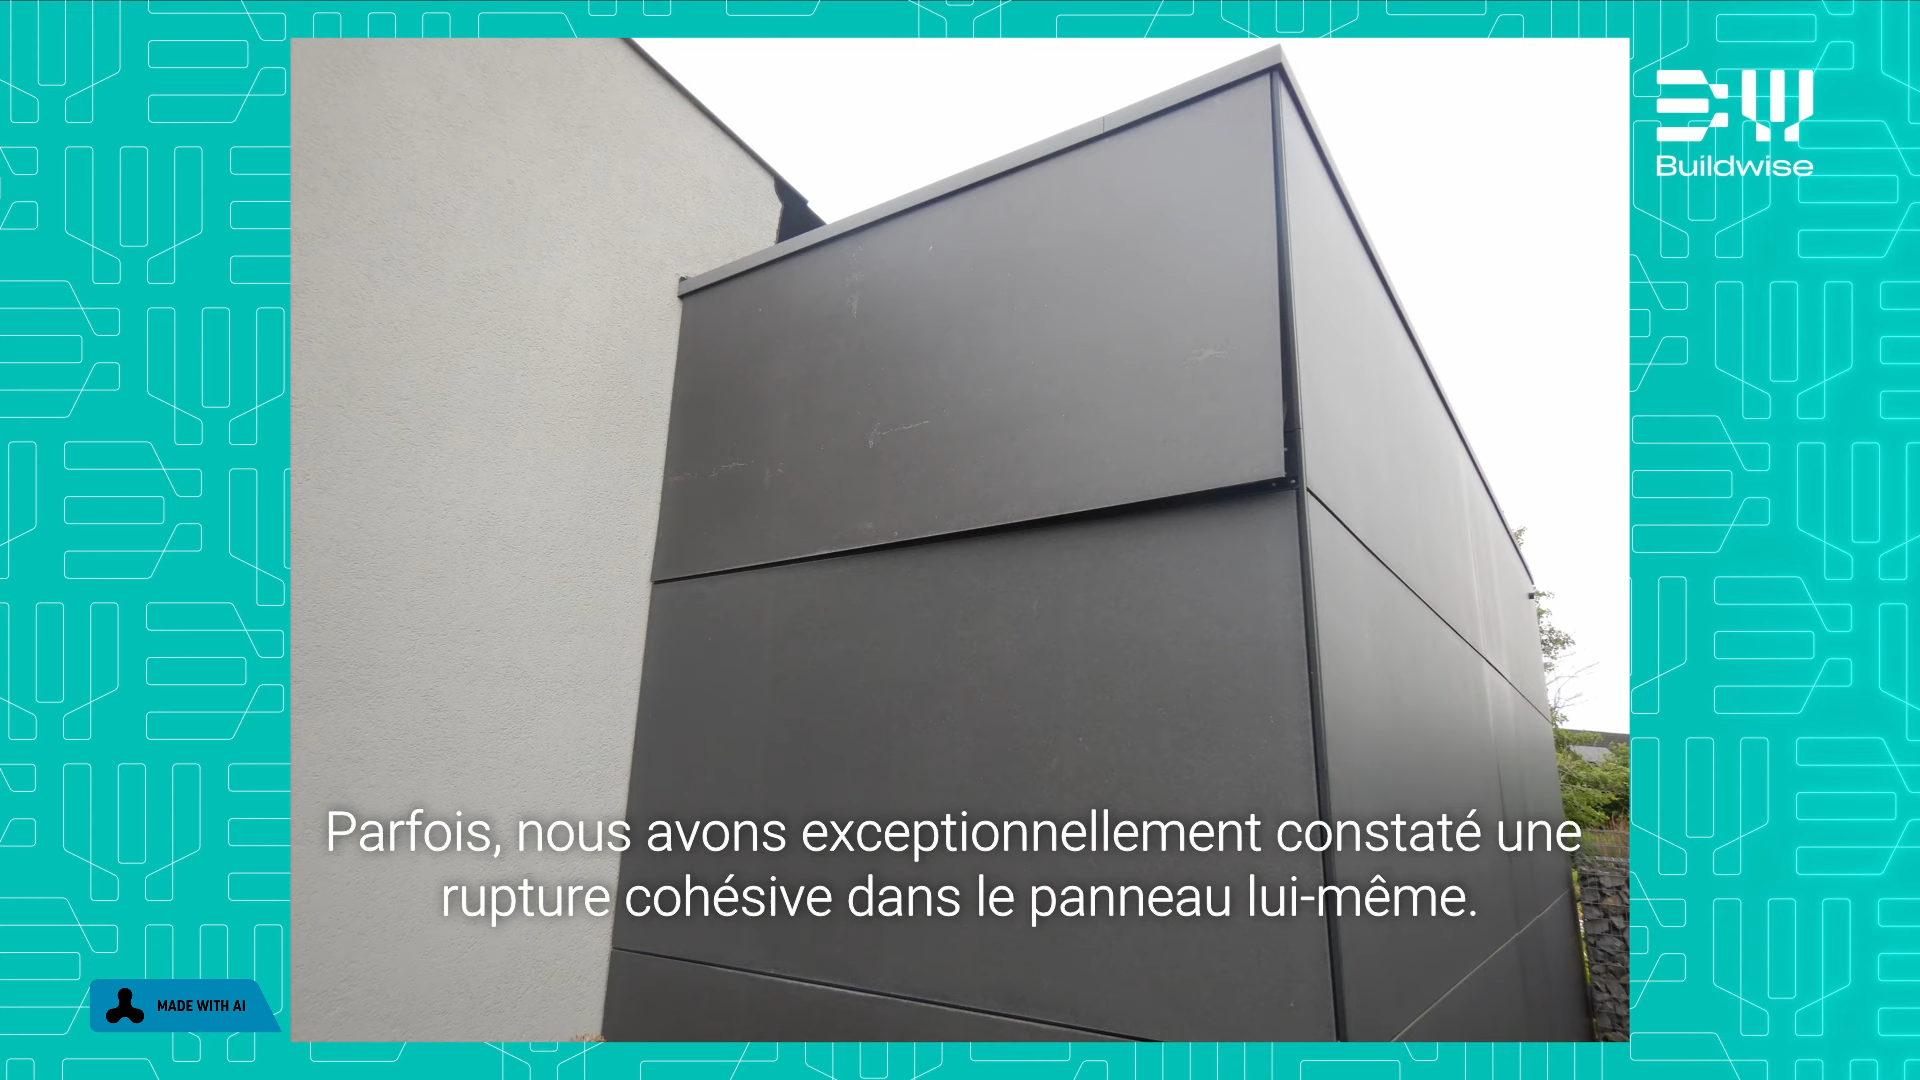 Buildwise
Parfois, nous avons exceptionnellement constaté une
rupture cohésive dans le panneau lui-même.
MADE WITH AI